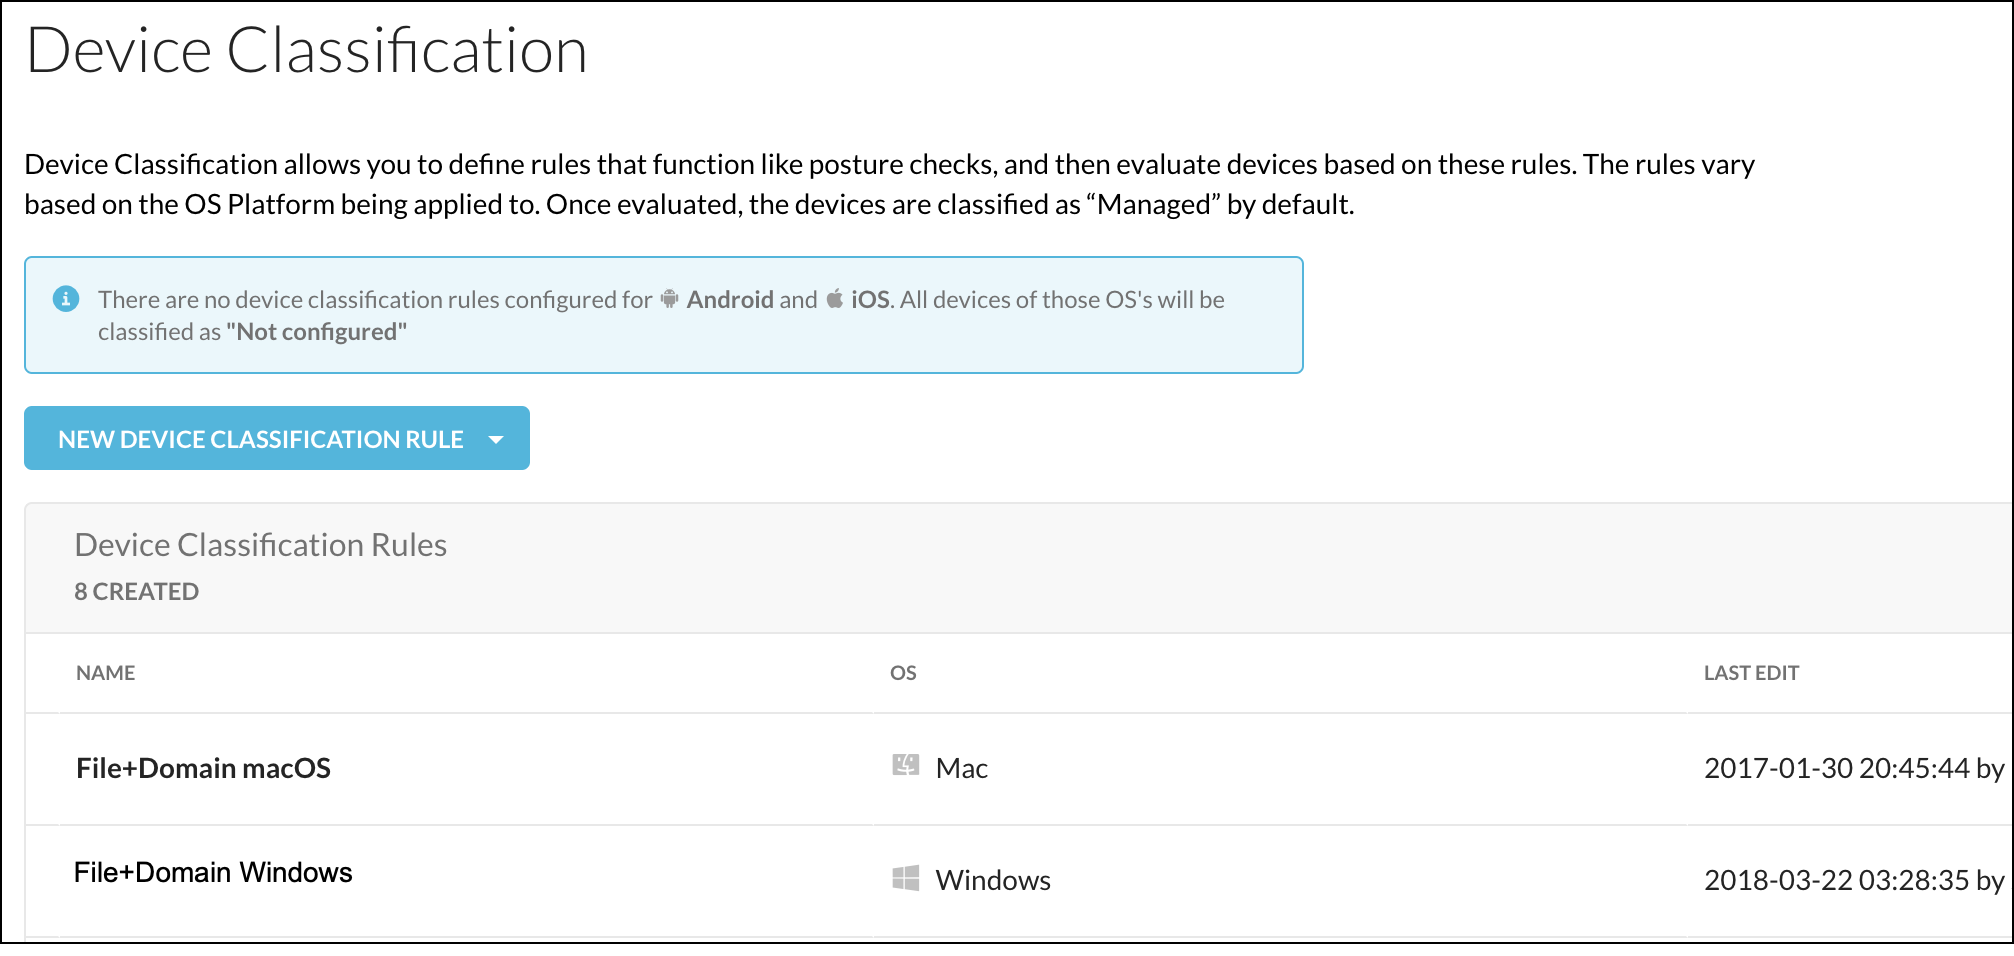 Device Classification
Device Classification allows you to define rules that function like posture checks, and then evaluate devices based on these rules. The rules vary
based on the OS Platform being applied to. Once evaluated, the devices are classified as “Managed” by default.
There are no device classification rules configured for Android and iOS. All devices of those OS's will be
classified as "Not configured"
NEW DEVICE CLASSIFICATION RULE
Device Classification Rules
8 CREATED
NAME OS LAST EDIT
File+Domain macOS Mac 2017-01-30 20:45:44 by
File+Domain Windows Windows 2018-03-22 03:28:35 by